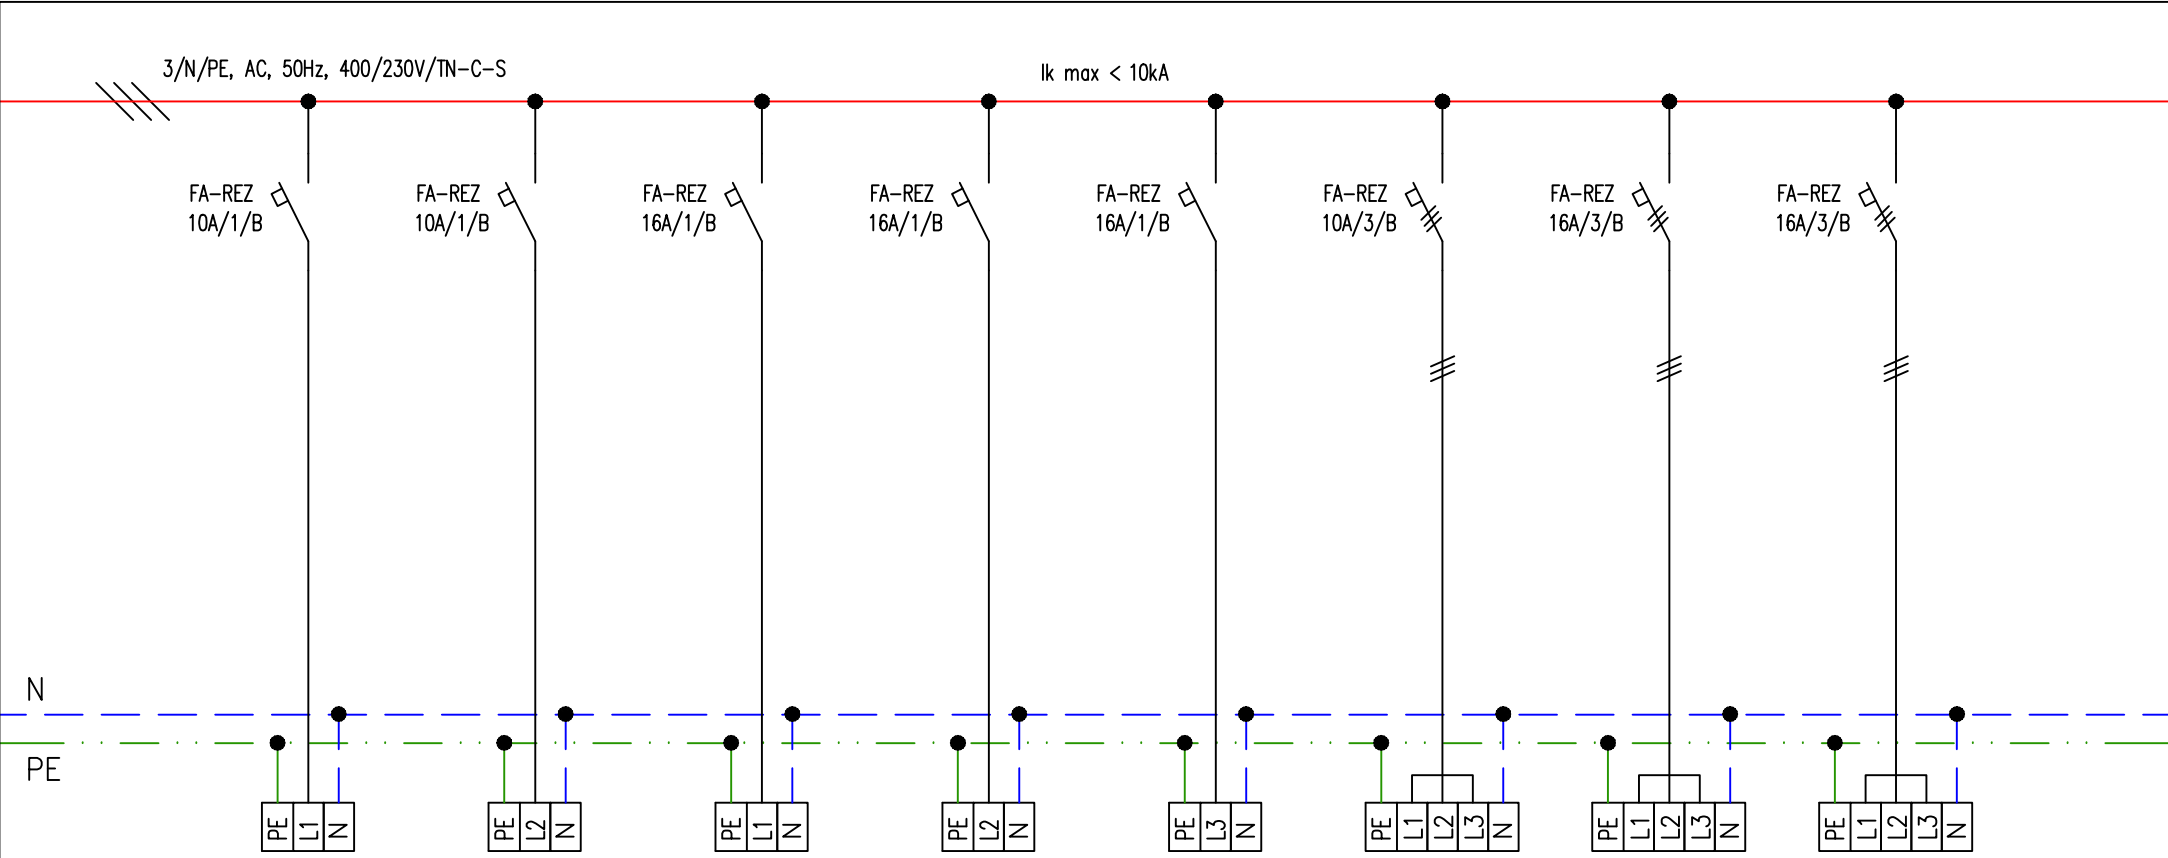 3/N/PE, AC, 50Hz, 400/230V/TN-C-S
Ik max < 10kA
FA-REZ
10A/1/B
FA-REZ
10A/1/B
FA-REZ
16A/1/B
FA-REZ
16A/1/B
FA-REZ
16A/1/B
FA-REZ
10A/3/B
FA-REZ
16A/3/B
FA-REZ
16A/3/B
N
PE
PE L1 N
PE L2 N
PE L1 N
PE L2 N
PE L3 N
PE L1 L2 L3 N
PE L1 L2 L3 N
PE L1 L2 L3 N